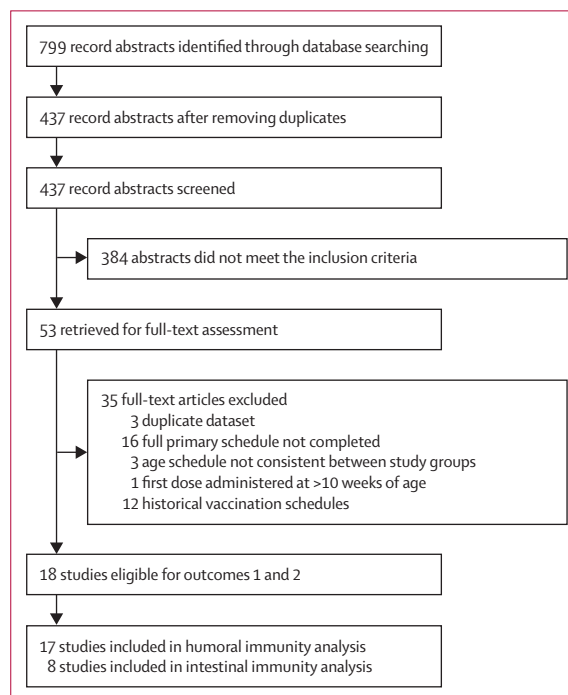 799 record abstracts identified through database searching
437 record abstracts after removing duplicates
437 record abstracts screened
384 abstracts did not meet the inclusion criteria
53 retrieved for full-text assessment
35 full-text articles excluded
3 duplicate dataset
16 full primary schedule not completed
3 age schedule not consistent between study groups
1 first dose administered at >10 weeks of age
12 historical vaccination schedules
18 studies eligible for outcomes 1 and 2
17 studies included in humoral immunity analysis
8 studies included in intestinal immunity analysis